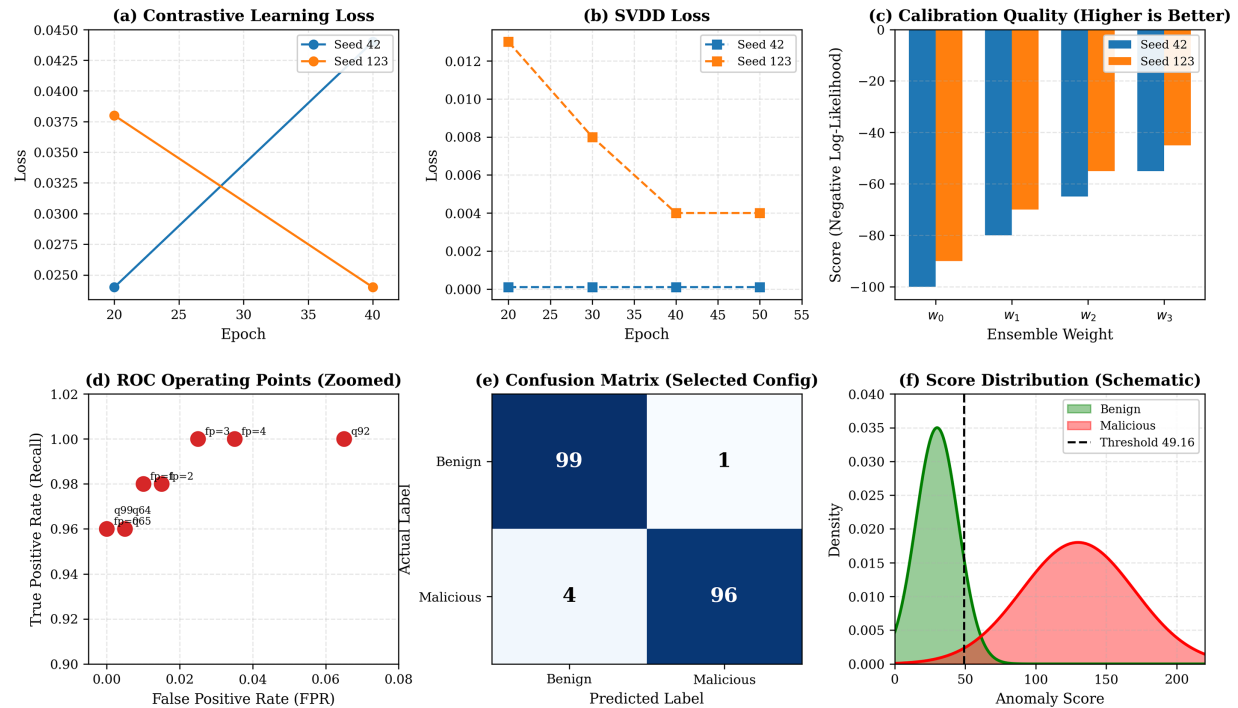 (a) Contrastive Learning Loss
Loss
0.0450
0.0425
0.0400
0.0375
0.0350
0.0325
0.0300
0.0275
0.0250
Seed 42
Seed 123
20
25
30
35
40
Epoch
(b) SVDD Loss
Loss
0.012
0.010
0.008
0.006
0.004
0.002
0.000
Seed 42
Seed 123
20
25
30
35
40
45
50
55
Epoch
(c) Calibration Quality (Higher is Better)
Score (Negative Log-Likelihood)
0
−20
−40
−60
−80
−100
Seed 42
Seed 123
w₀
w₁
w₂
w₃
Ensemble Weight
(d) ROC Operating Points (Zoomed)
True Positive Rate (Recall)
1.02
1.00
0.98
0.96
0.94
0.92
0.90
fp=3
fp=4
q92
fp=2
q99
q64
q65
0.00
0.02
0.04
0.06
0.08
False Positive Rate (FPR)
(e) Confusion Matrix (Selected Config)
Actual Label
Benign
Malicious
99
1
4
96
Benign
Malicious
Predicted Label
(f) Score Distribution (Schematic)
Density
0.040
0.035
0.030
0.025
0.020
0.015
0.010
0.005
0.000
Benign
Malicious
Threshold 49.16
0
50
100
150
200
Anomaly Score